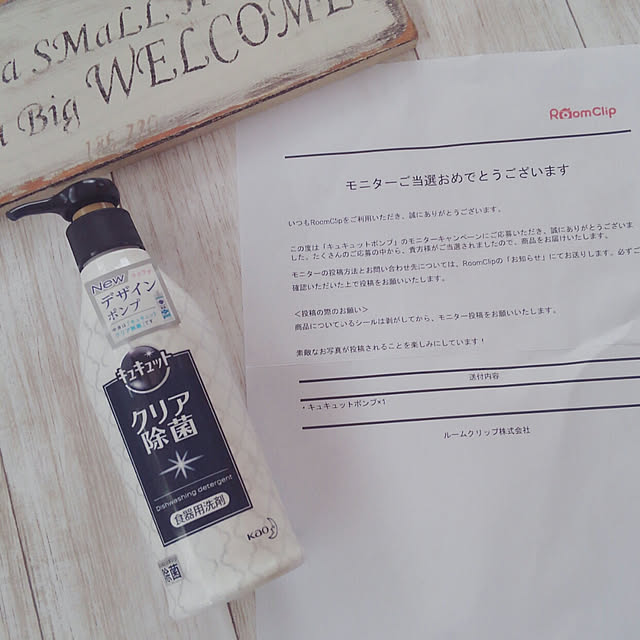 a SMaLL
a Big WELCOME
RoomClip
モニターご当選おめでとうございます
いつもRoomClipをご利用いただき、誠にありがとうございます。
この度は「キュキュットポンプ」のモニターキャンペーンにご応募いただき、誠にありがとうございま
した。たくさんのご応募の中から、貴方様がご当選されましたので、商品をお届けいたします。
モニターの投稿方法とお問い合わせ先については、RoomClipの「お知らせ」にてお送りします。必ずご
確認いただいた上で投稿をお願いします。
＜投稿の際のお願い＞
商品についているシールは剥がしてから、モニター投稿をお願いいたします。
素敵なお写真が投稿されることを楽しみにしています！
送付内容
・キュキュットポンプ×1
ルームクリップ株式会社
New
デザイン
ポンプ
キュキュット
クリア
除菌
Dishwashing detergent
食器用洗剤
Kao
除菌